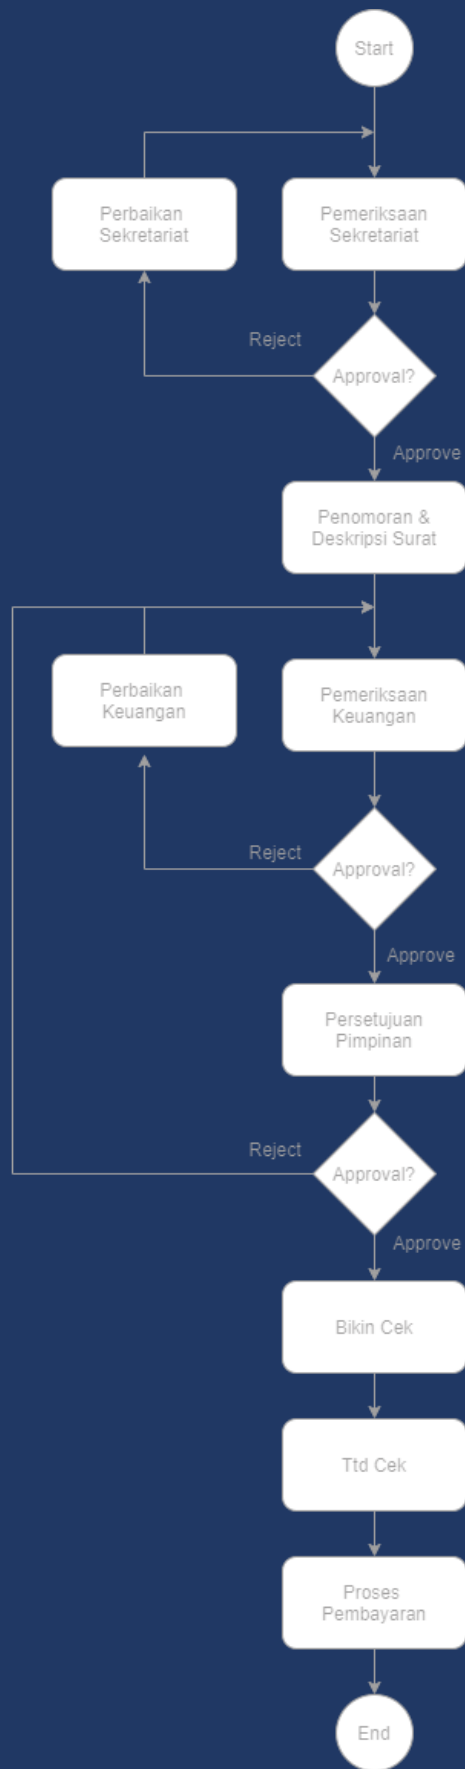 Start
Perbaikan
Sekretariat
Pemeriksaan
Sekretariat
Reject
Approval?
Approve
Penomoran &
Deskripsi Surat
Perbaikan
Keuangan
Pemeriksaan
Keuangan
Reject
Approval?
Approve
Persetujuan
Pimpinan
Reject
Approval?
Approve
Bikin Cek
Ttd Cek
Proses
Pembayaran
End